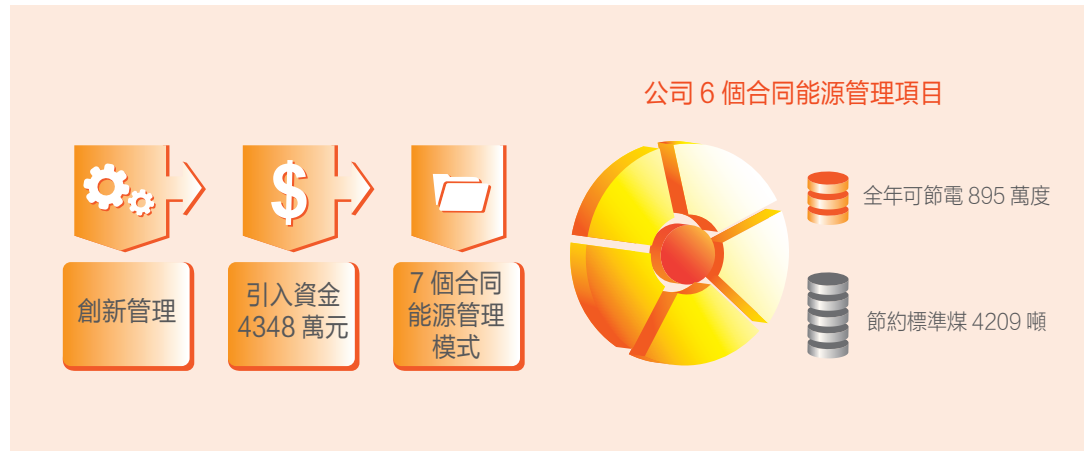 公司 6 個合同能源管理項目
創新管理
引入資金
4348 萬元
7 個合同
能源管理
模式
全年可節電 895 萬度
節約標準煤 4209 噸